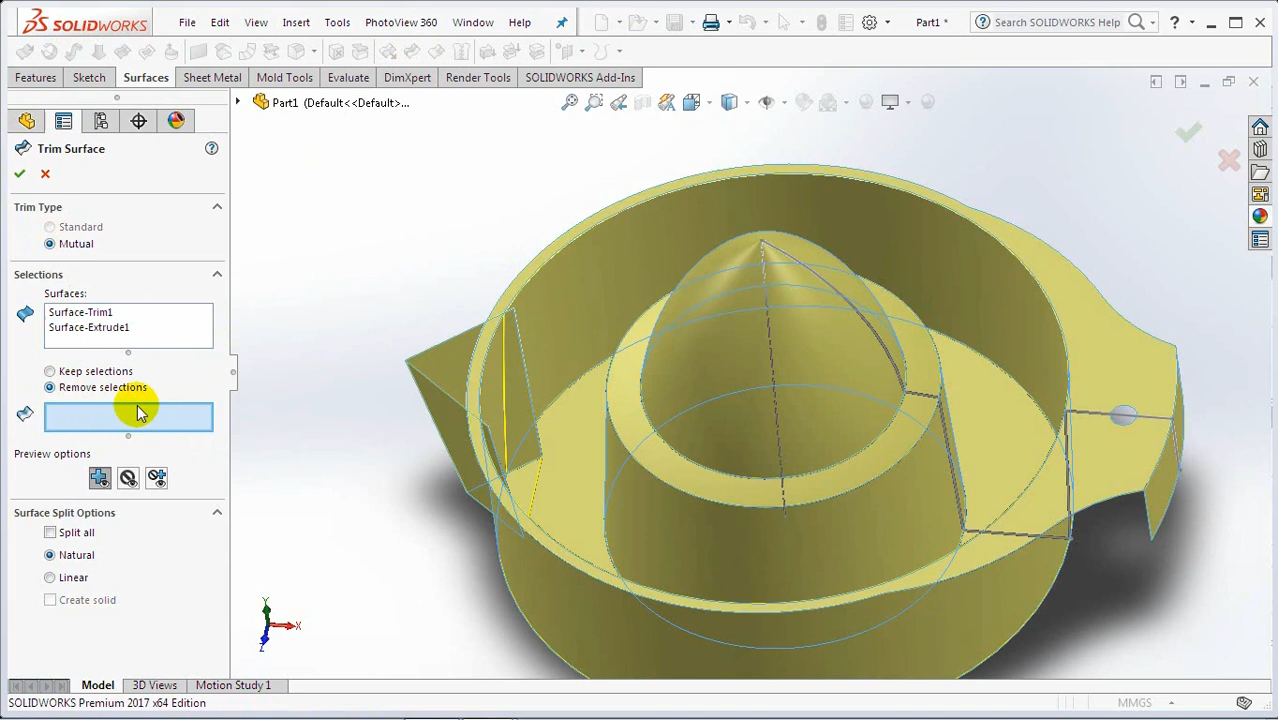 SOLIDWORKS
File Edit View Insert Tools PhotoView 360 Window Help
Part1 *
Search SOLIDWORKS Help
?
Features Sketch Surfaces Sheet Metal Mold Tools Evaluate DimXpert Render Tools SOLIDWORKS Add-Ins
Part1 (Default<<Default>...
Trim Surface
?
Trim Type
Standard
Mutual
Selections
Surfaces:
Surface-Trim1
Surface-Extrude1
Keep selections
Remove selections
Preview options
Surface Split Options
Split all
Natural
Linear
Create solid
Y
X
Z
Model 3D Views Motion Study 1
SOLIDWORKS Premium 2017 x64 Edition
MMGS